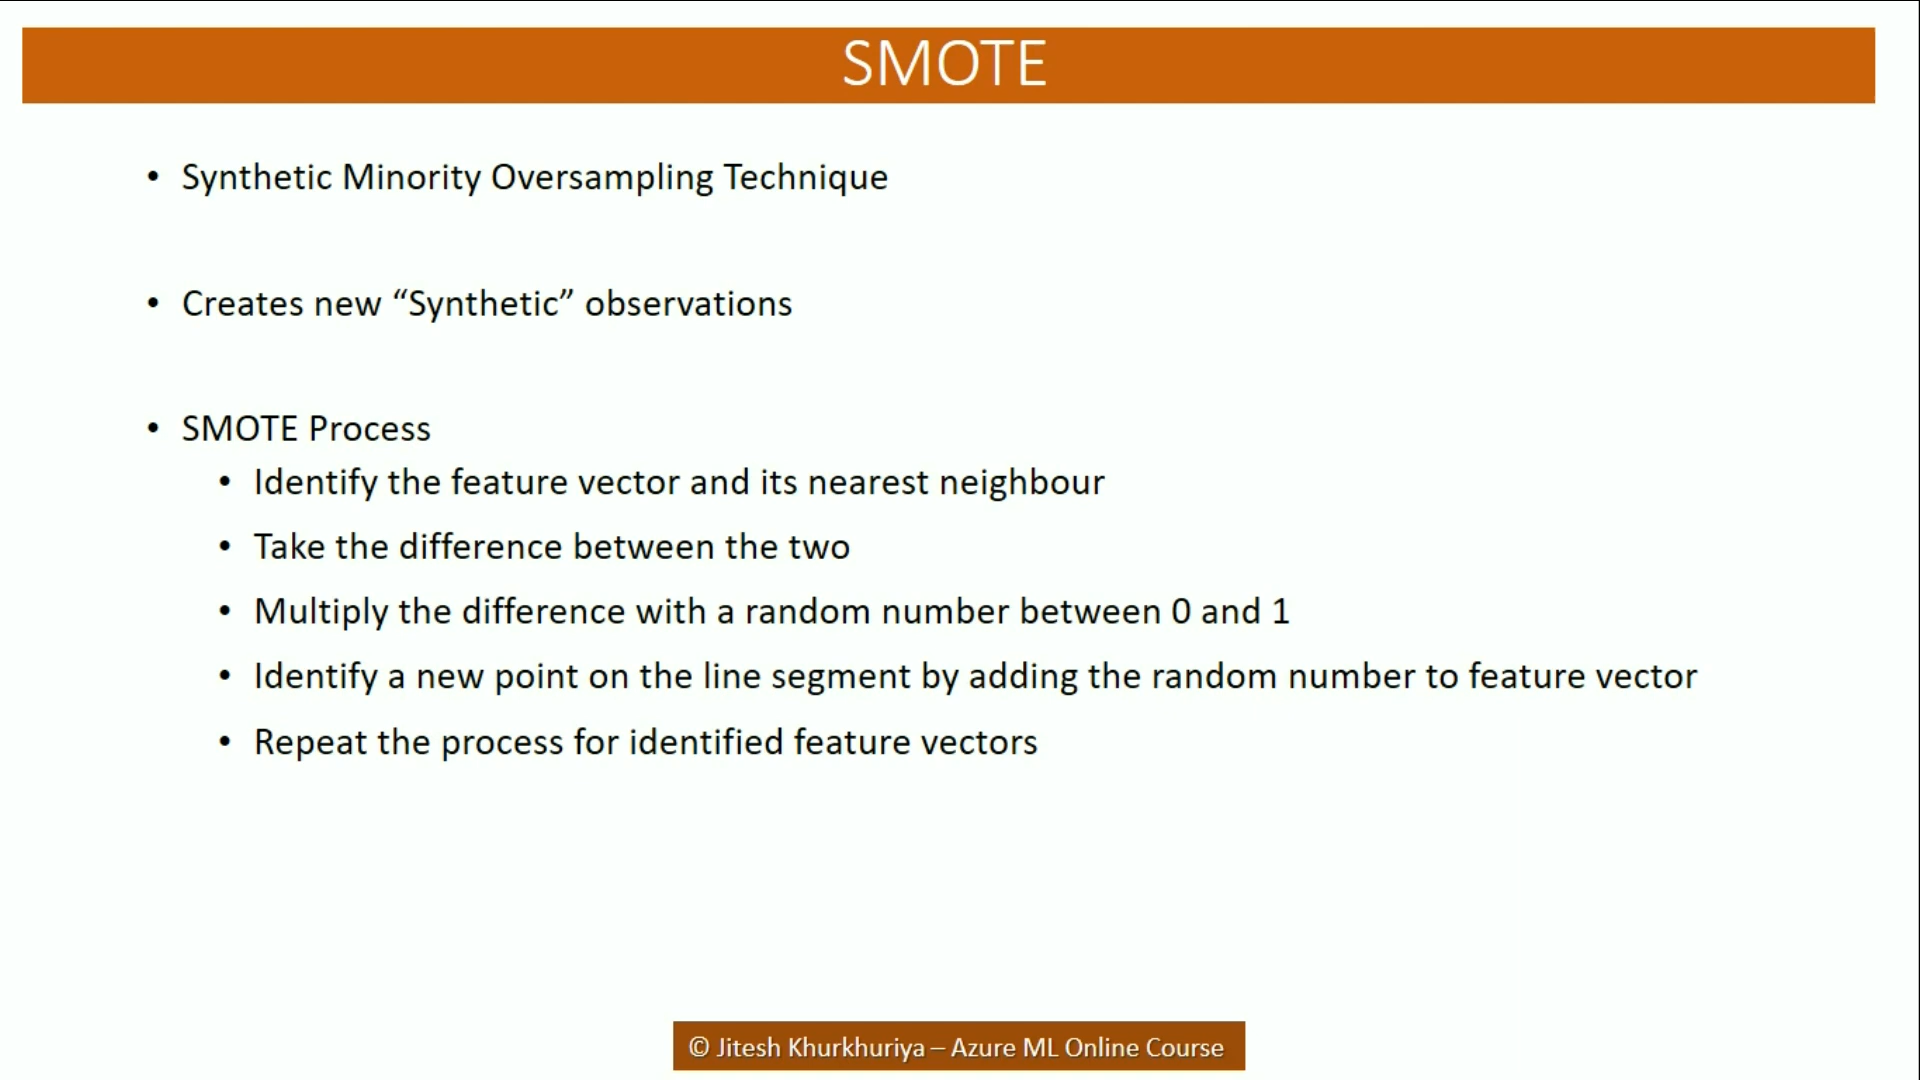 SMOTE
• Synthetic Minority Oversampling Technique
• Creates new “Synthetic” observations
• SMOTE Process
• Identify the feature vector and its nearest neighbour
• Take the difference between the two
• Multiply the difference with a random number between 0 and 1
• Identify a new point on the line segment by adding the random number to feature vector
• Repeat the process for identified feature vectors
© Jitesh Khurkhuriya – Azure ML Online Course